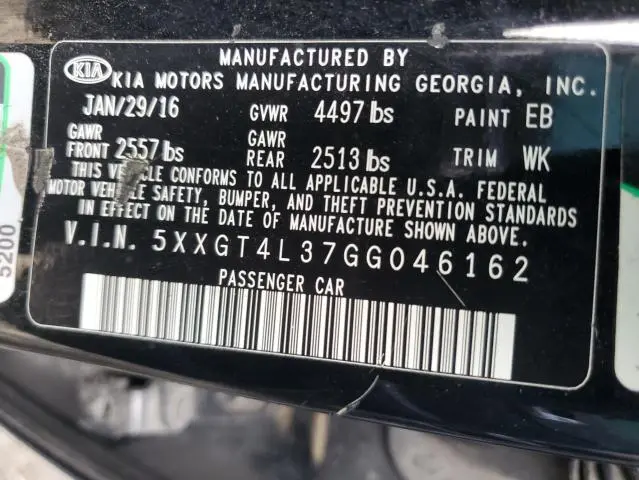 MANUFACTURED BY
KIA KIA MOTORS MANUFACTURING GEORGIA, INC.
JAN/29/16 GVWR 4497 lbs PAINT EB
GAWR FRONT 2557 lbs GAWR REAR 2513 lbs TRIM WK
THIS VEHICLE CONFORMS TO ALL APPLICABLE U.S.A. FEDERAL
MOTOR VEHICLE SAFETY, BUMPER, AND THEFT PREVENTION STANDARDS
IN EFFECT ON THE DATE OF MANUFACTURE SHOWN ABOVE.
V.I.N. 5XXGT4L37GG046162
PASSENGER CAR
5200